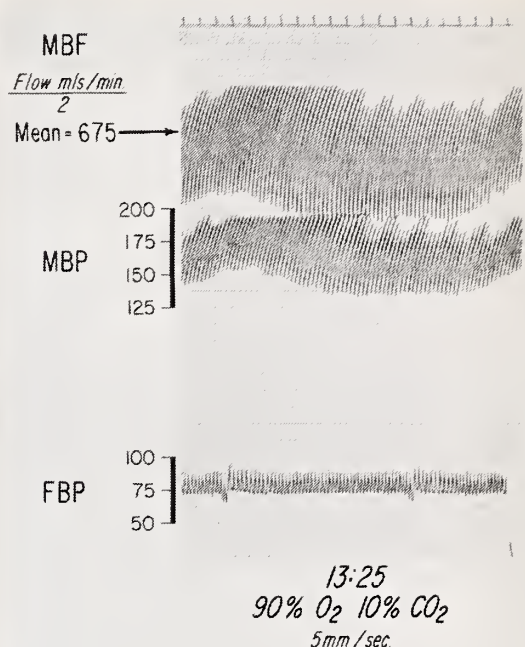 MBF
Flow mls/min.
2
Mean = 675
200
175
MBP
150
125
100
FBP
75
50
13:25
90% O₂ 10% CO₂
5mm/sec.